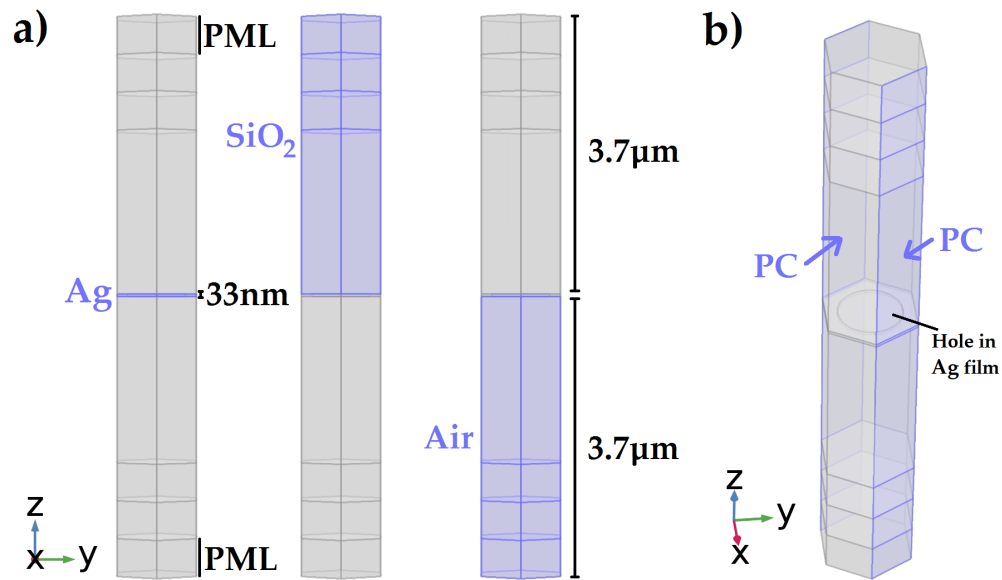 a)
PML
SiO₂
3.7μm
Ag
33nm
Air
3.7μm
PML
z
x
y
b)
PC
PC
Hole in
Ag film
z
y
x